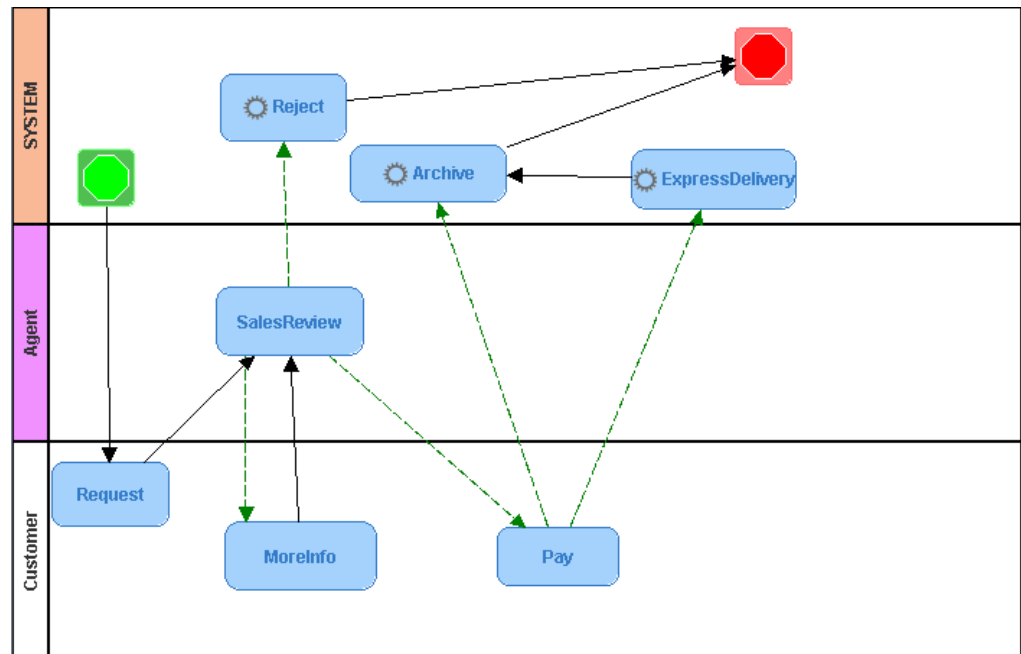 SYSTEM
Reject
Archive
ExpressDelivery
Agent
SalesReview
Customer
Request
MoreInfo
Pay